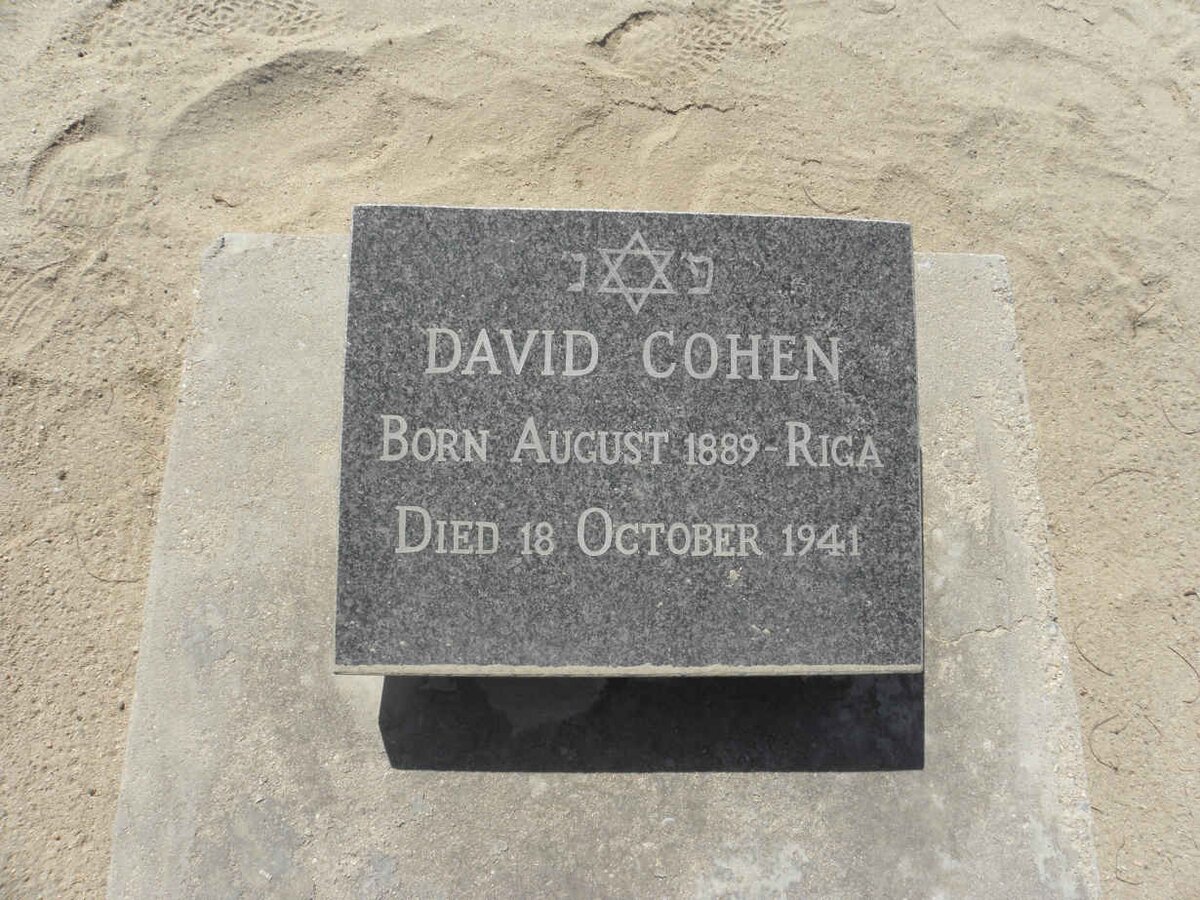 פ״ נ״
DAVID COHEN
BORN AUGUST 1889-RIGA
DIED 18 OCTOBER 1941